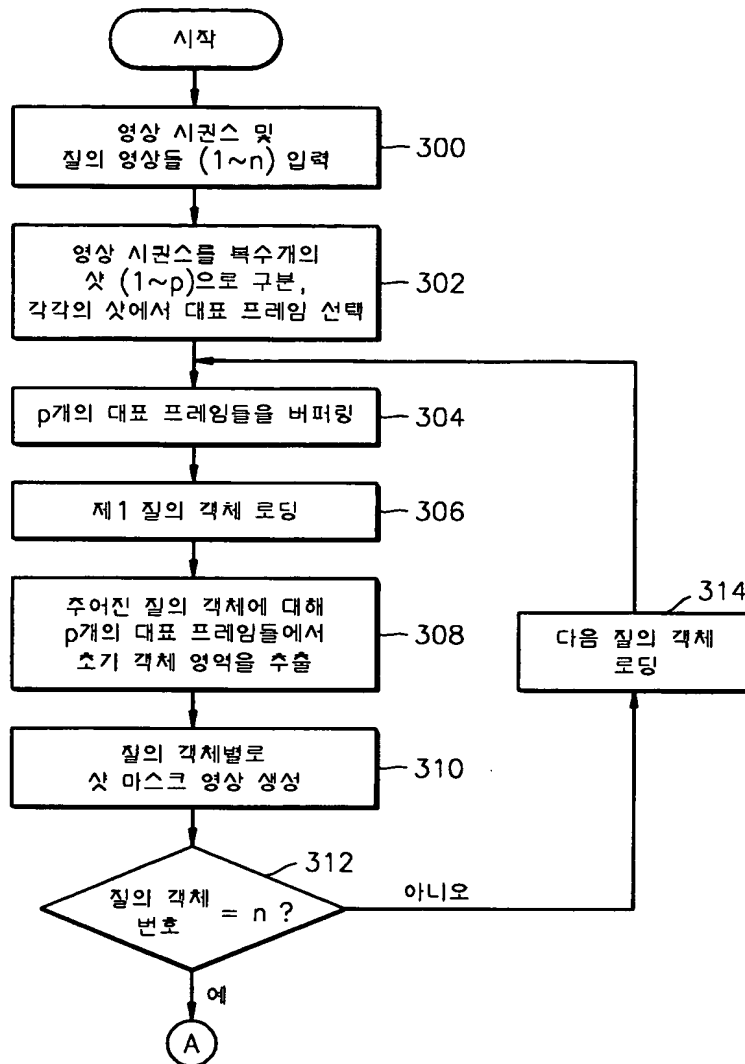 시작
영상 시퀀스 및
질의 영상들 (1~n) 입력
300
영상 시퀀스를 복수개의
샷 (1~p)으로 구분,
각각의 샷에서 대표 프레임 선택
302
p개의 대표 프레임들을 버퍼링
304
제1 질의 객체 로딩
306
주어진 질의 객체에 대해
p개의 대표 프레임들에서
초기 객체 영역을 추출
308
314
다음 질의 객체
로딩
질의 객체별로
샷 마스크 영상 생성
310
312
질의 객체
번호 = n ?
아니오
예
A